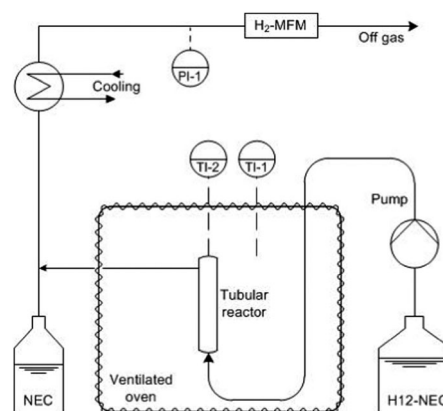 H₂-MFM
Off gas
PI-1
Cooling
TI-2
TI-1
Pump
Tubular
reactor
NEC
Ventilated
oven
H12-NEC